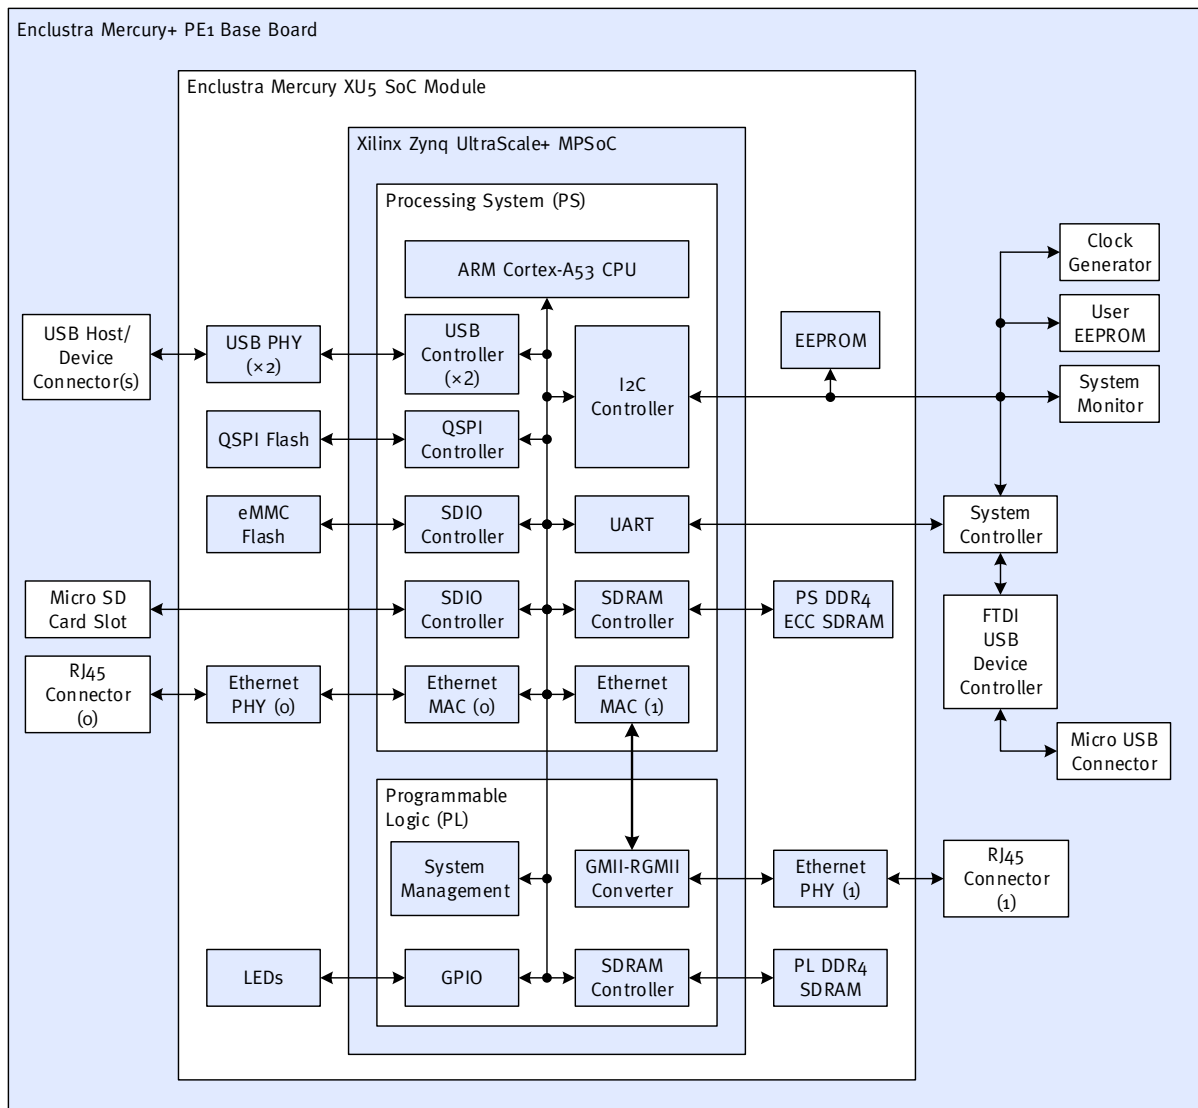 Enclustra Mercury+ PE1 Base Board
Enclustra Mercury XU5 SoC Module
Xilinx Zynq UltraScale+ MPSoC
Processing System (PS)
ARM Cortex-A53 CPU
Clock
Generator
USB Host/
Device
Connector(s)
USB PHY
(×2)
USB
Controller
(×2)
I2C
Controller
EEPROM
User
EEPROM
System
Monitor
QSPI Flash
QSPI
Controller
eMMC
Flash
SDIO
Controller
UART
System
Controller
Micro SD
Card Slot
SDIO
Controller
SDRAM
Controller
PS DDR4
ECC SDRAM
FTDI
USB
Device
Controller
RJ45
Connector
(0)
Ethernet
PHY (0)
Ethernet
MAC (0)
Ethernet
MAC (1)
Micro USB
Connector
Programmable
Logic (PL)
System
Management
GMII-RGMII
Converter
Ethernet
PHY (1)
RJ45
Connector
(1)
LEDs
GPIO
SDRAM
Controller
PL DDR4
SDRAM